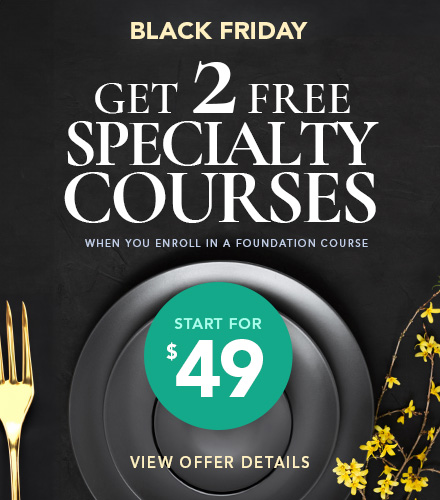 BLACK FRIDAY
GET 2 FREE
SPECIALTY
COURSES
WHEN YOU ENROLL IN A FOUNDATION COURSE
START FOR
$49
VIEW OFFER DETAILS